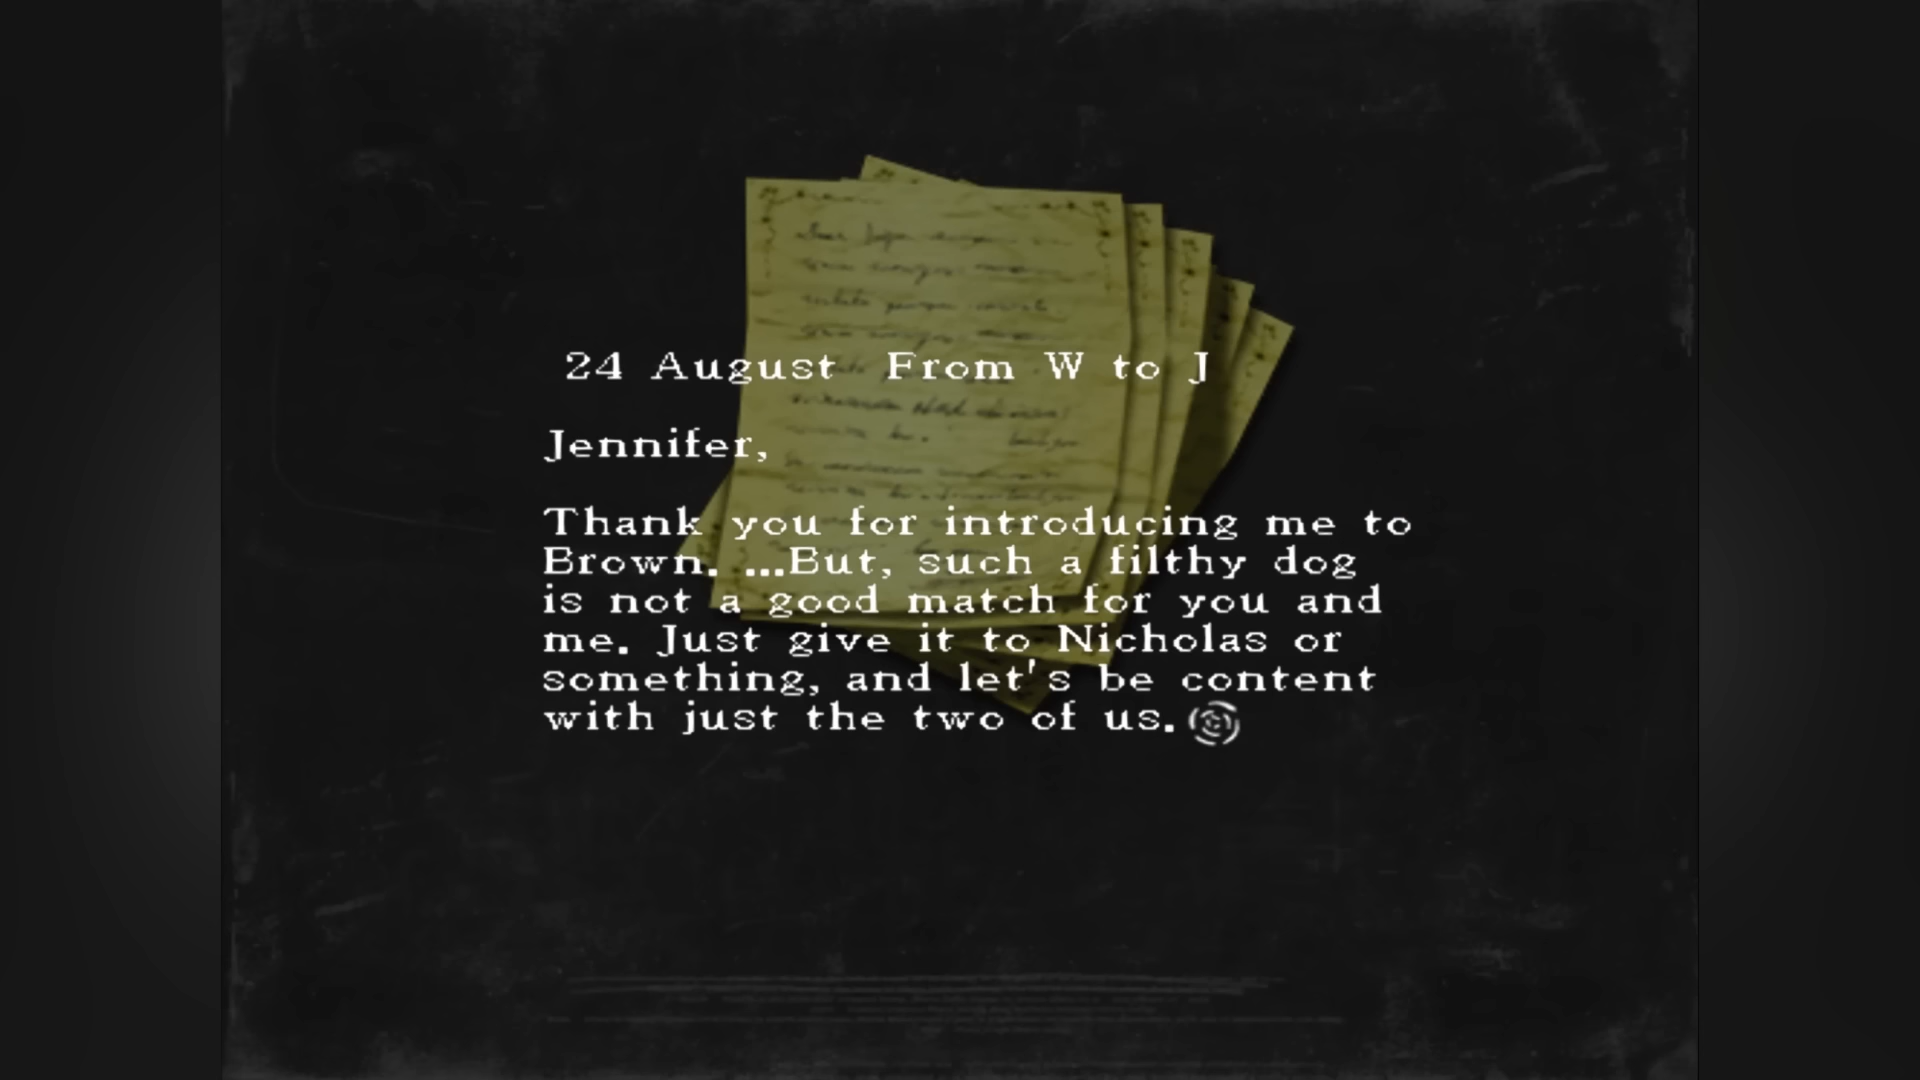 24 August From W to J
Jennifer,
Thank you for introducing me to
Brown. ...But, such a filthy dog
is not a good match for you and
me. Just give it to Nicholas or
something, and let's be content
with just the two of us.